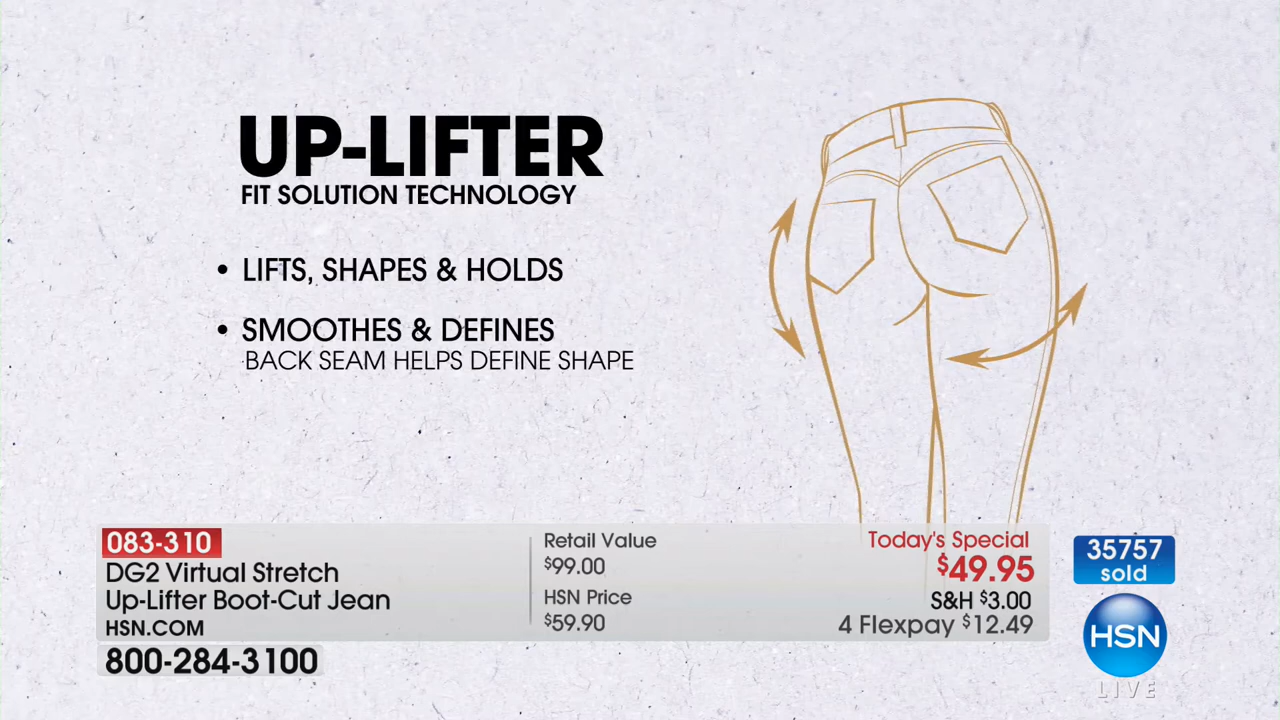 UP-LIFTER
FIT SOLUTION TECHNOLOGY
• LIFTS, SHAPES & HOLDS
• SMOOTHES & DEFINES
BACK SEAM HELPS DEFINE SHAPE
083-310
DG2 Virtual Stretch
Up-Lifter Boot-Cut Jean
HSN.COM
800-284-3100
Retail Value
$99.00
HSN Price
$59.90
Today's Special
$49.95
S&H $3.00
4 Flexpay $12.49
35757
sold
HSN
LIVE